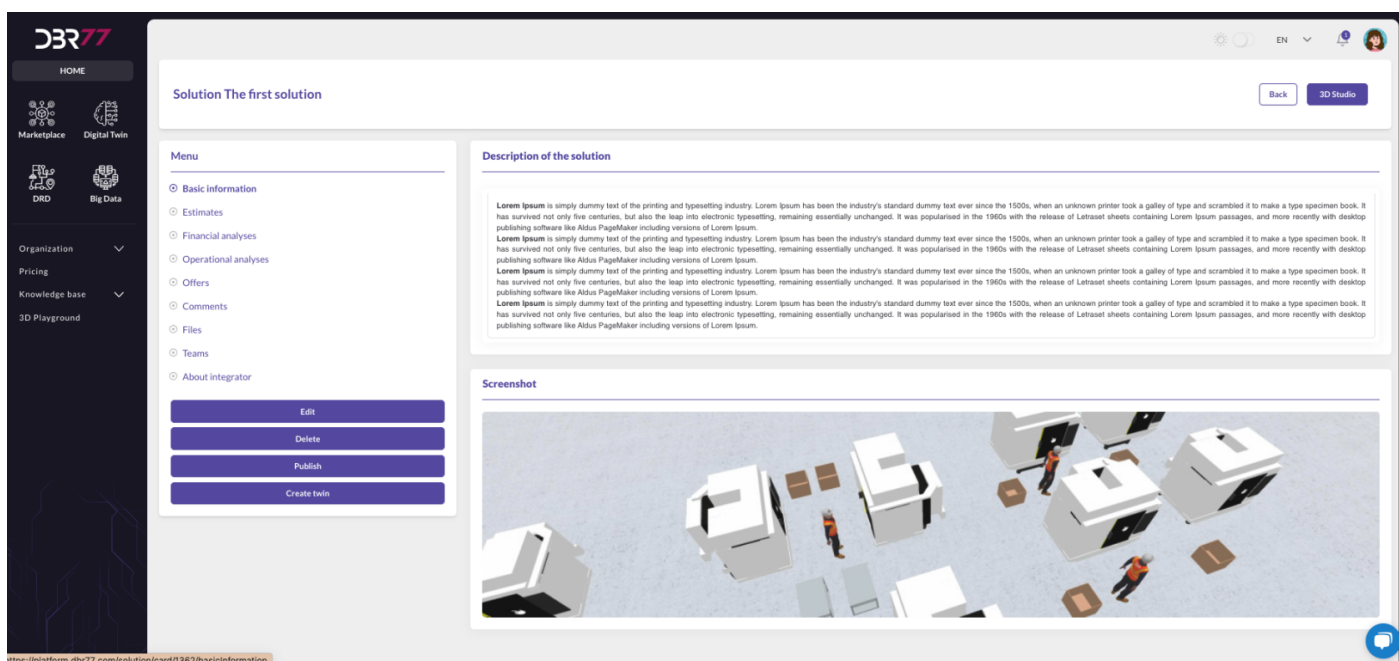 DBR77
HOME
Marketplace
Digital Twin
DRD
Big Data
Organization
Pricing
Knowledge base
3D Playground
EN
1
Solution The first solution
Back
3D Studio
Menu
Basic information
Estimates
Financial analyses
Operational analyses
Offers
Comments
Files
Teams
About integrator
Edit
Delete
Publish
Create twin
Description of the solution
Lorem Ipsum is simply dummy text of the printing and typesetting industry. Lorem Ipsum has been the industry's standard dummy text ever since the 1500s, when an unknown printer took a galley of type and scrambled it to make a type specimen book. It
has survived not only five centuries, but also the leap into electronic typesetting, remaining essentially unchanged. It was popularised in the 1960s with the release of Letraset sheets containing Lorem Ipsum passages, and more recently with desktop
publishing software like Aldus PageMaker including versions of Lorem Ipsum.
Lorem Ipsum is simply dummy text of the printing and typesetting industry. Lorem Ipsum has been the industry's standard dummy text ever since the 1500s, when an unknown printer took a galley of type and scrambled it to make a type specimen book. It
has survived not only five centuries, but also the leap into electronic typesetting, remaining essentially unchanged. It was popularised in the 1960s with the release of Letraset sheets containing Lorem Ipsum passages, and more recently with desktop
publishing software like Aldus PageMaker including versions of Lorem Ipsum.
Lorem Ipsum is simply dummy text of the printing and typesetting industry. Lorem Ipsum has been the industry's standard dummy text ever since the 1500s, when an unknown printer took a galley of type and scrambled it to make a type specimen book. It
has survived not only five centuries, but also the leap into electronic typesetting, remaining essentially unchanged. It was popularised in the 1960s with the release of Letraset sheets containing Lorem Ipsum passages, and more recently with desktop
publishing software like Aldus PageMaker including versions of Lorem Ipsum.
Lorem Ipsum is simply dummy text of the printing and typesetting industry. Lorem Ipsum has been the industry's standard dummy text ever since the 1500s, when an unknown printer took a galley of type and scrambled it to make a type specimen book. It
has survived not only five centuries, but also the leap into electronic typesetting, remaining essentially unchanged. It was popularised in the 1960s with the release of Letraset sheets containing Lorem Ipsum passages, and more recently with desktop
publishing software like Aldus PageMaker including versions of Lorem Ipsum.
Screenshot
https://platform.dbr77.com/solution/card/1362/basicInformation